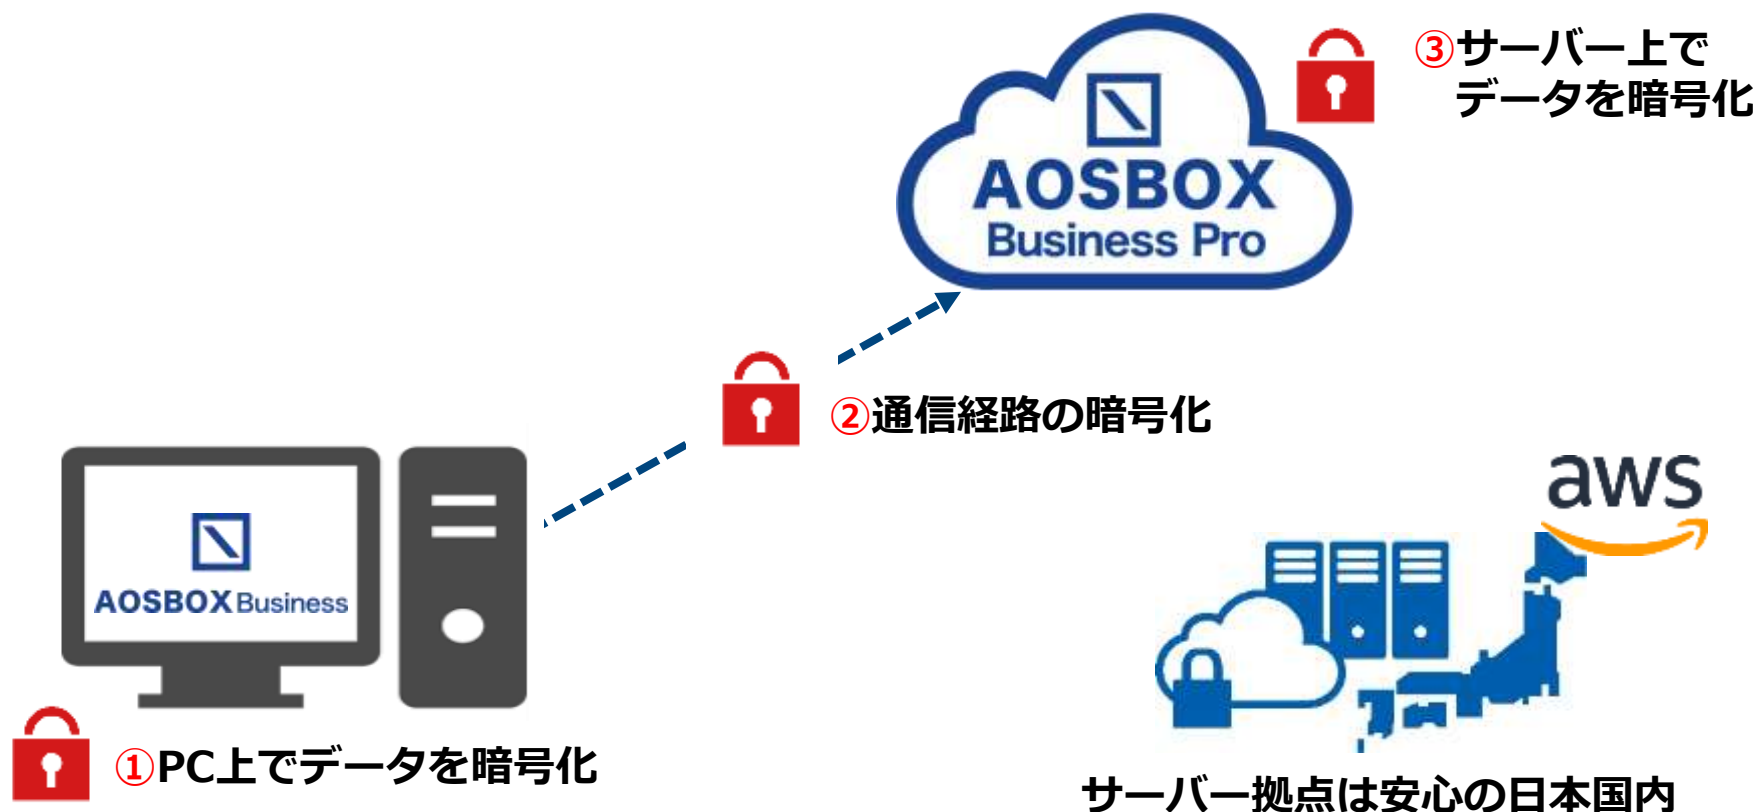 ③サーバー上で
データを暗号化
AOSBOX
Business Pro
②通信経路の暗号化
aws
AOSBOX Business
①PC上でデータを暗号化
サーバー拠点は安心の日本国内